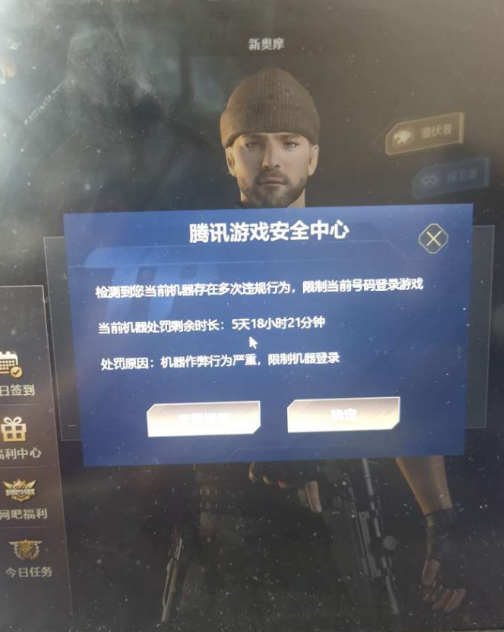 新奥摩
潜伏者
腾讯游戏安全中心
检测到您当前机器存在多次违规行为，限制当前号码登录游戏
当前机器处罚剩余时长：5天18小时21分钟
处罚原因：机器作弊行为严重，限制机器登录
确定
日签到
福利中心
网吧福利
今日任务